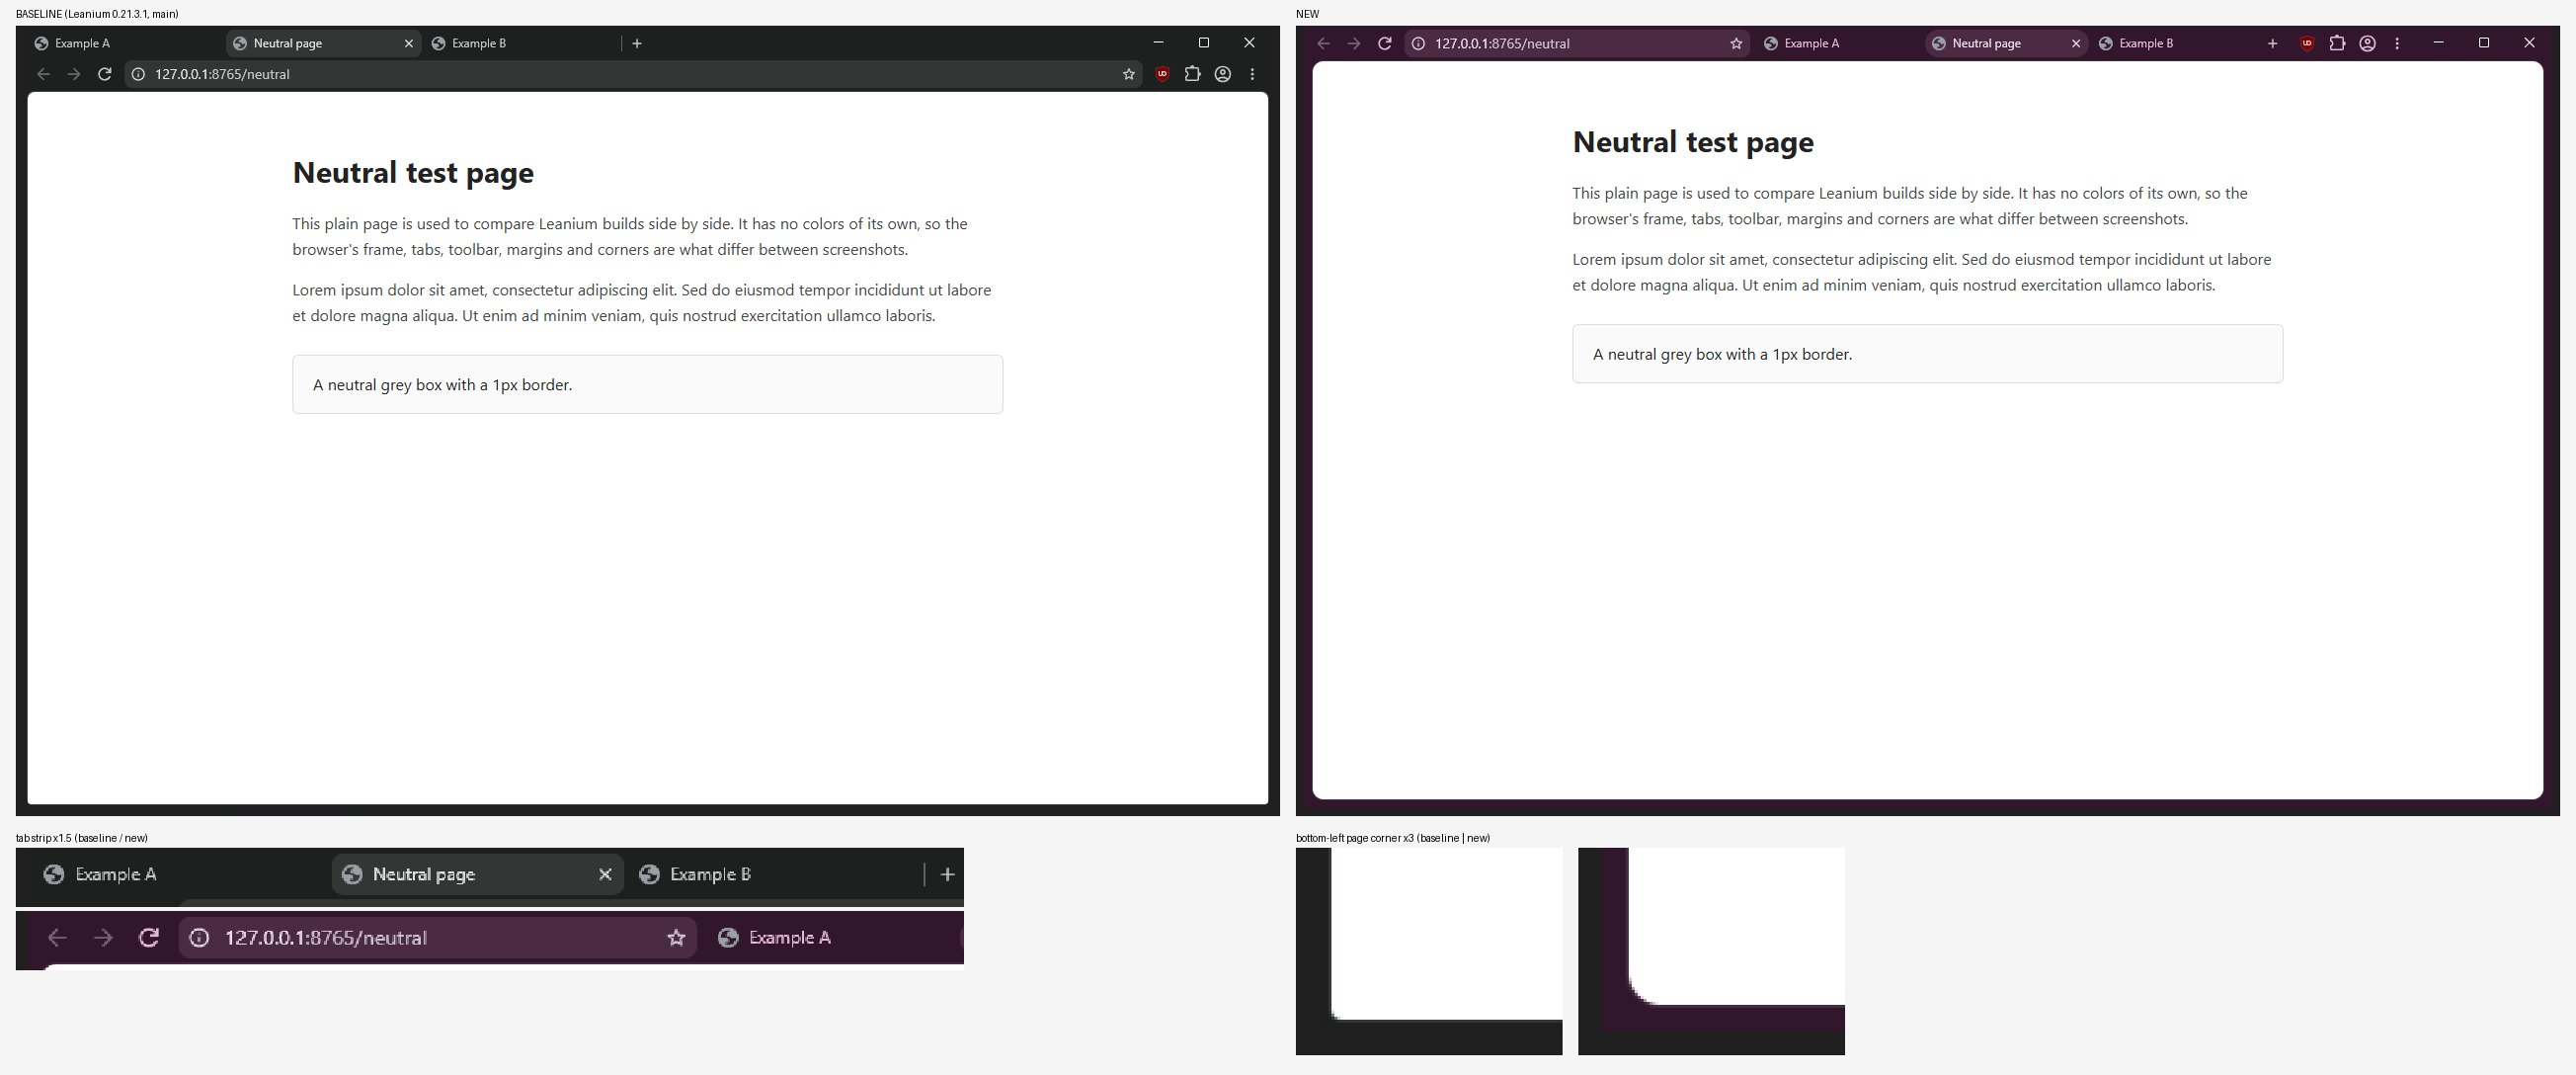 BASELINE (Leanium 0.21.3.1, main)
Example A
Neutral page
Example B
127.0.0.1:8765/neutral
Neutral test page
This plain page is used to compare Leanium builds side by side. It has no colors of its own, so the
browser's frame, tabs, toolbar, margins and corners are what differ between screenshots.
Lorem ipsum dolor sit amet, consectetur adipiscing elit. Sed do eiusmod tempor incididunt ut labore
et dolore magna aliqua. Ut enim ad minim veniam, quis nostrud exercitation ullamco laboris.
A neutral grey box with a 1px border.
NEW
127.0.0.1:8765/neutral
Example A
Neutral page
Example B
Neutral test page
This plain page is used to compare Leanium builds side by side. It has no colors of its own, so the
browser's frame, tabs, toolbar, margins and corners are what differ between screenshots.
Lorem ipsum dolor sit amet, consectetur adipiscing elit. Sed do eiusmod tempor incididunt ut labore
et dolore magna aliqua. Ut enim ad minim veniam, quis nostrud exercitation ullamco laboris.
A neutral grey box with a 1px border.
tab strip x1.5 (baseline / new)
Example A
Neutral page
Example B
127.0.0.1:8765/neutral
Example A
bottom-left page corner x3 (baseline | new)